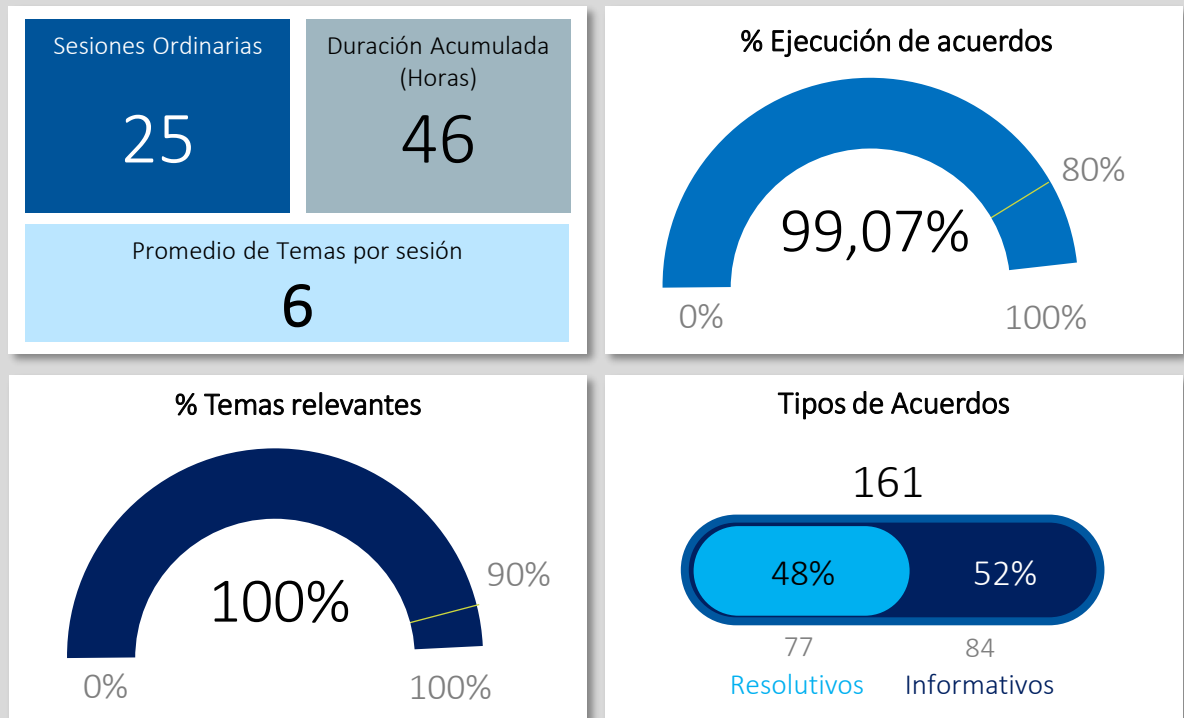 Sesiones Ordinarias
25
Duración Acumulada
(Horas)
46
Promedio de Temas por sesión
6
% Ejecución de acuerdos
80%
99,07%
0%
100%
% Temas relevantes
90%
100%
0%
100%
Tipos de Acuerdos
161
48%
52%
77
84
Resolutivos
Informativos